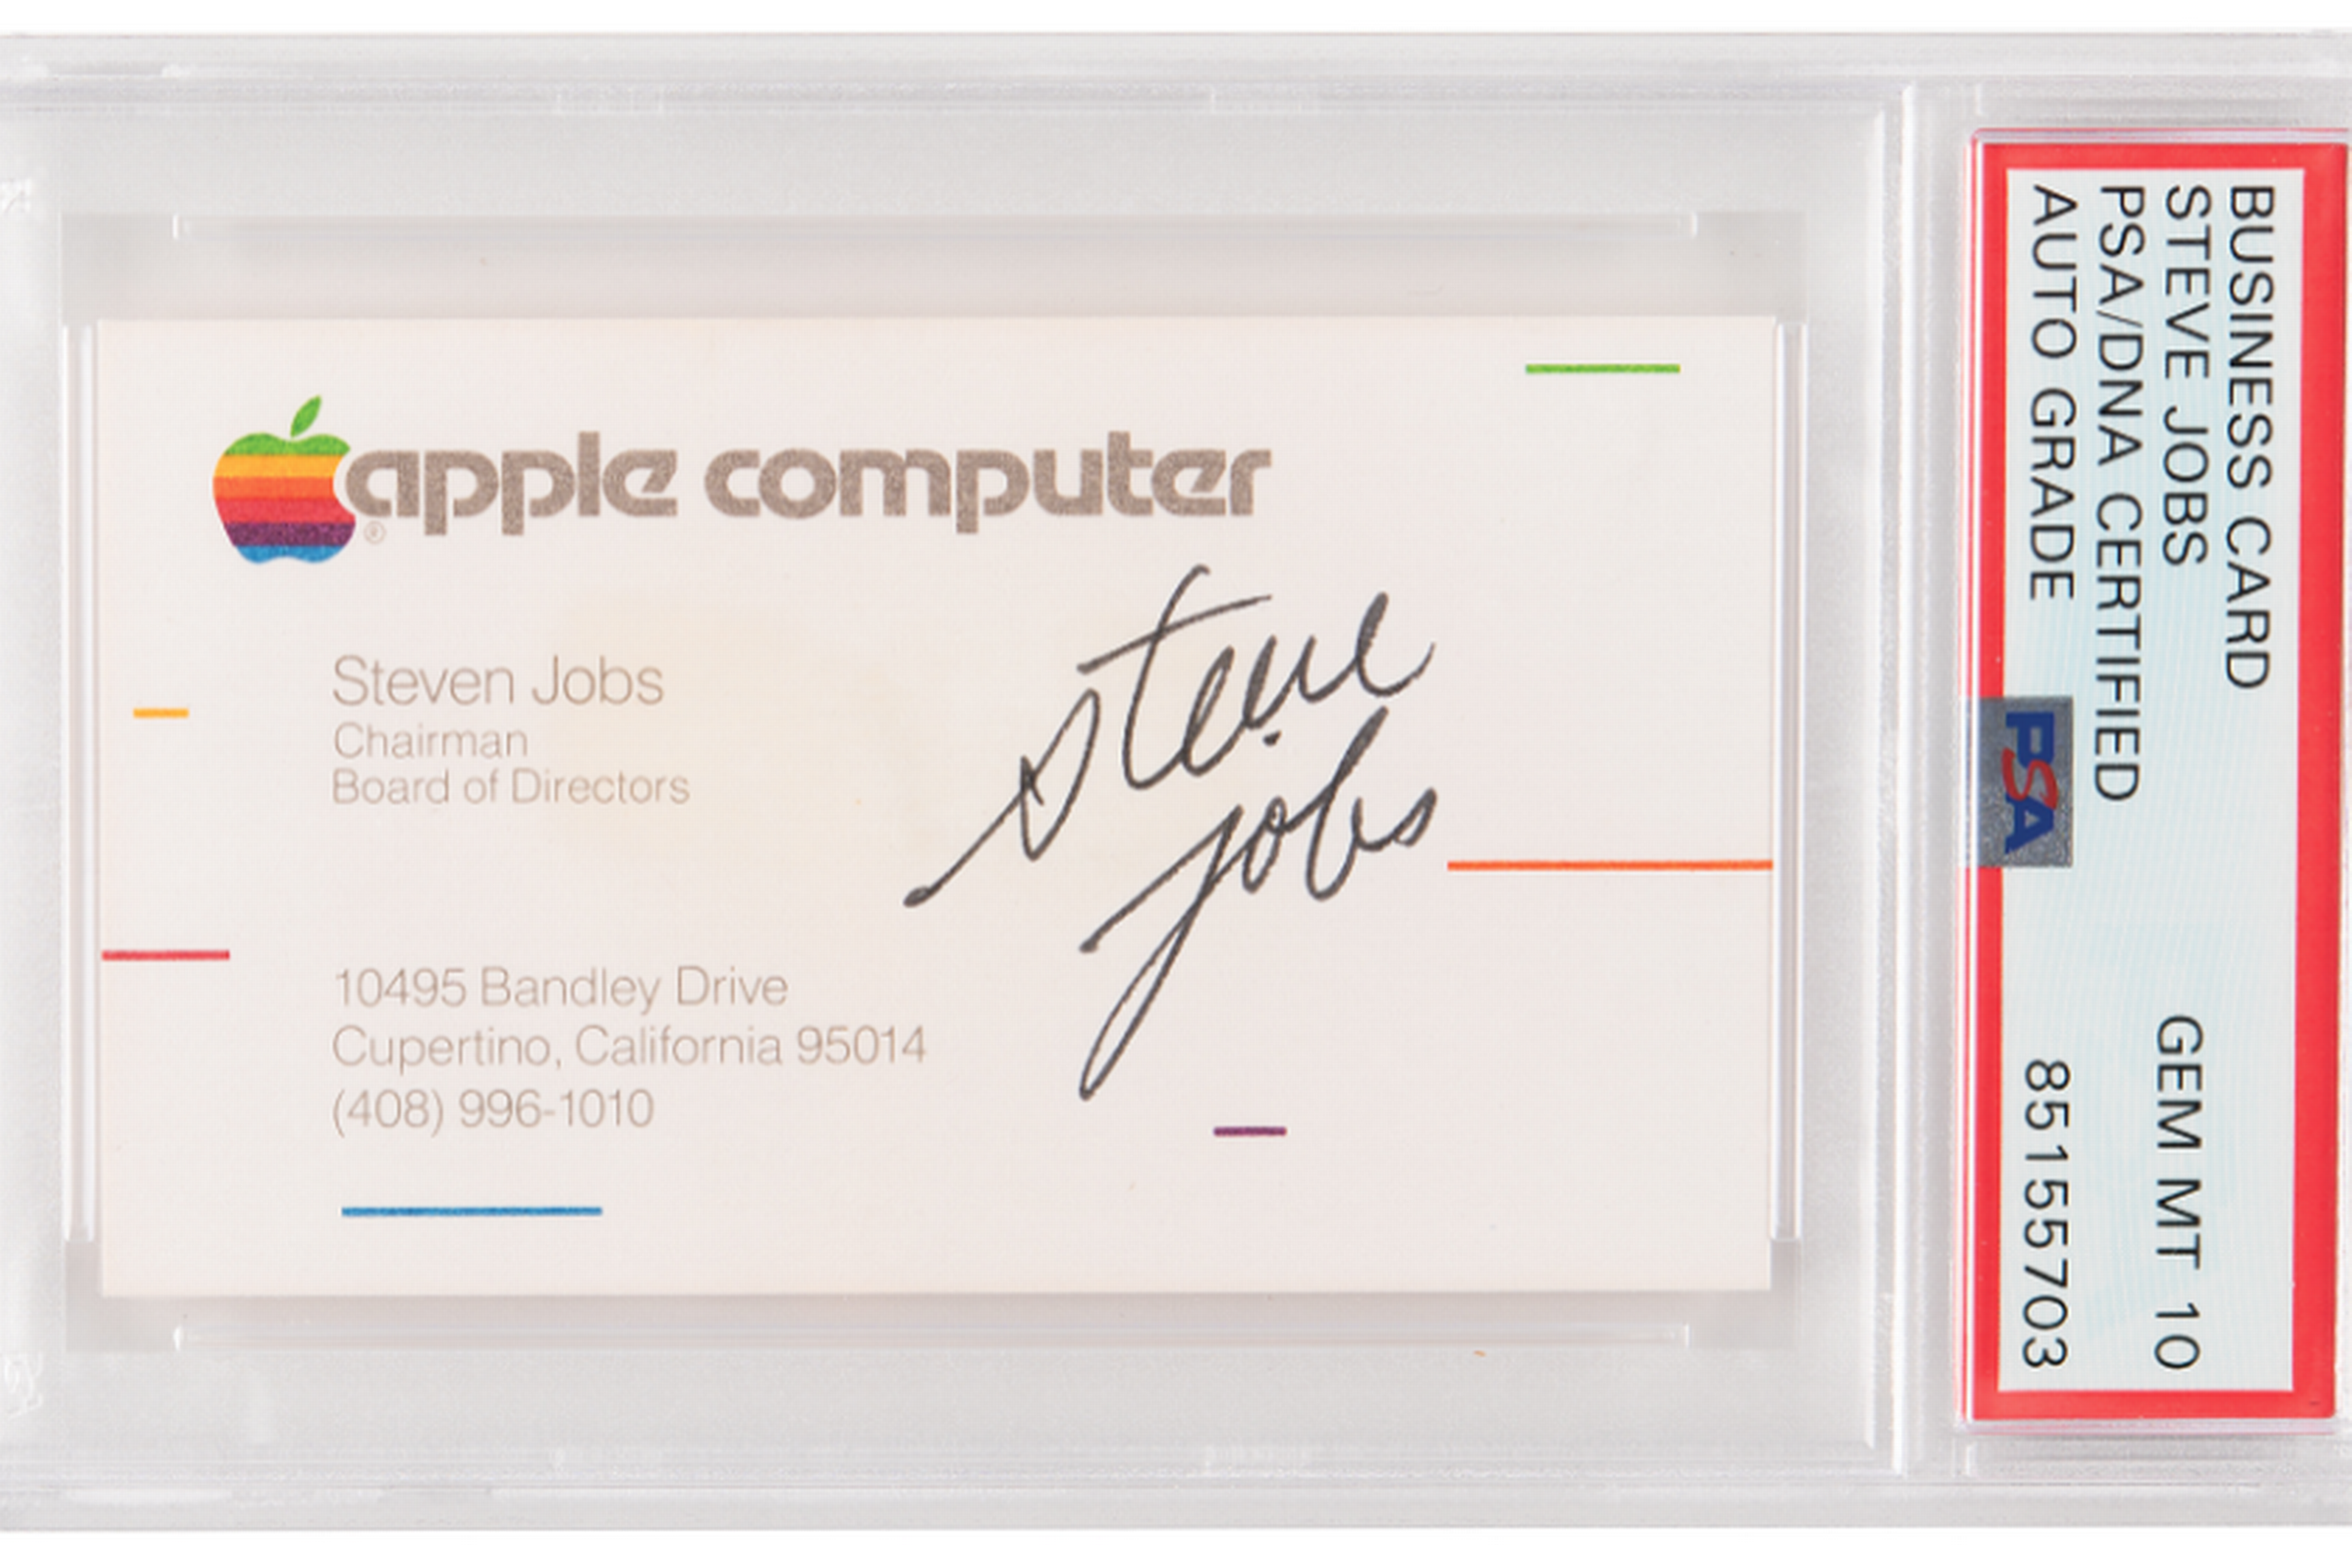 apple computer
®
Steven Jobs
Chairman
Board of Directors
steve
jobs
10495 Bandley Drive
Cupertino, California 95014
(408) 996-1010
BUSINESS CARD
STEVE JOBS GEM MT 10
PSA/DNA CERTIFIED
AUTO GRADE 85155703
PSA